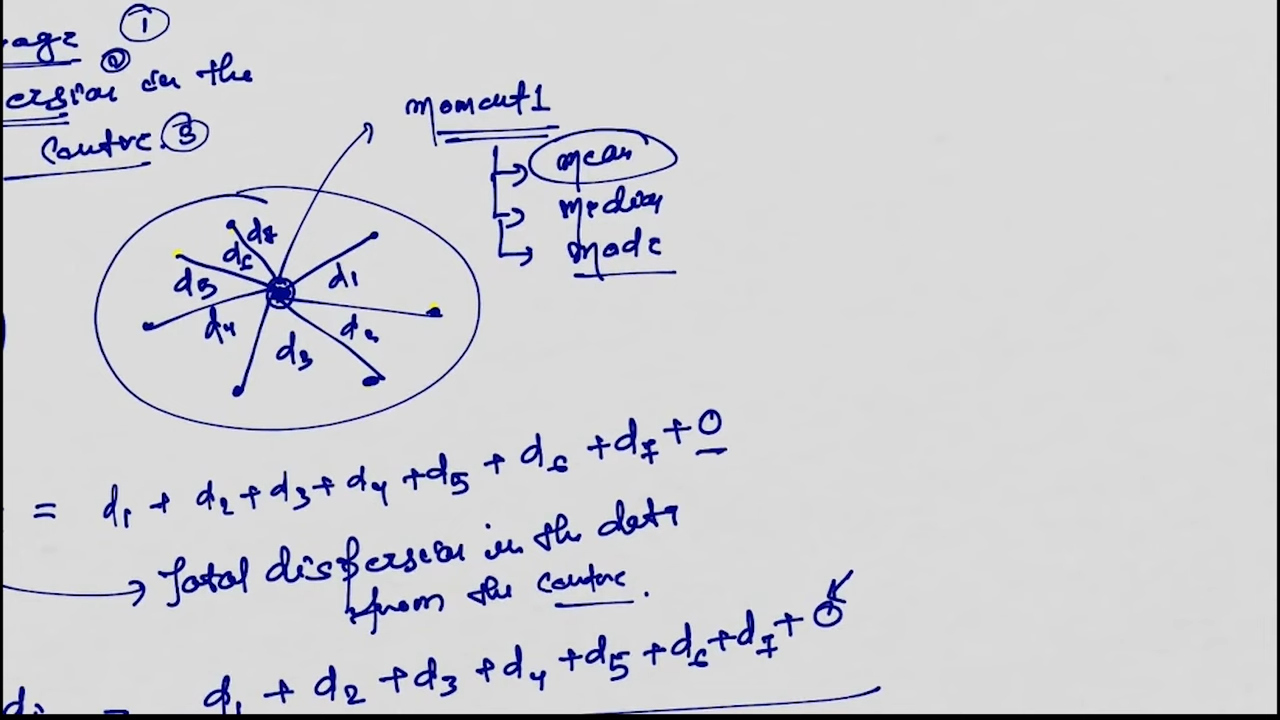 age ①
ersion ② in the
Centre. ③
moment 1
→ mean
→ median
→ mode
d7
d6
d5
d1
d4
d2
d3
= d1 + d2 + d3 + d4 + d5 + d6 + d7 + 0
→ Total dispersion in the data
from the centre.
di = d1 + d2 + d3 + d4 + d5 + d6 + d7 + 0